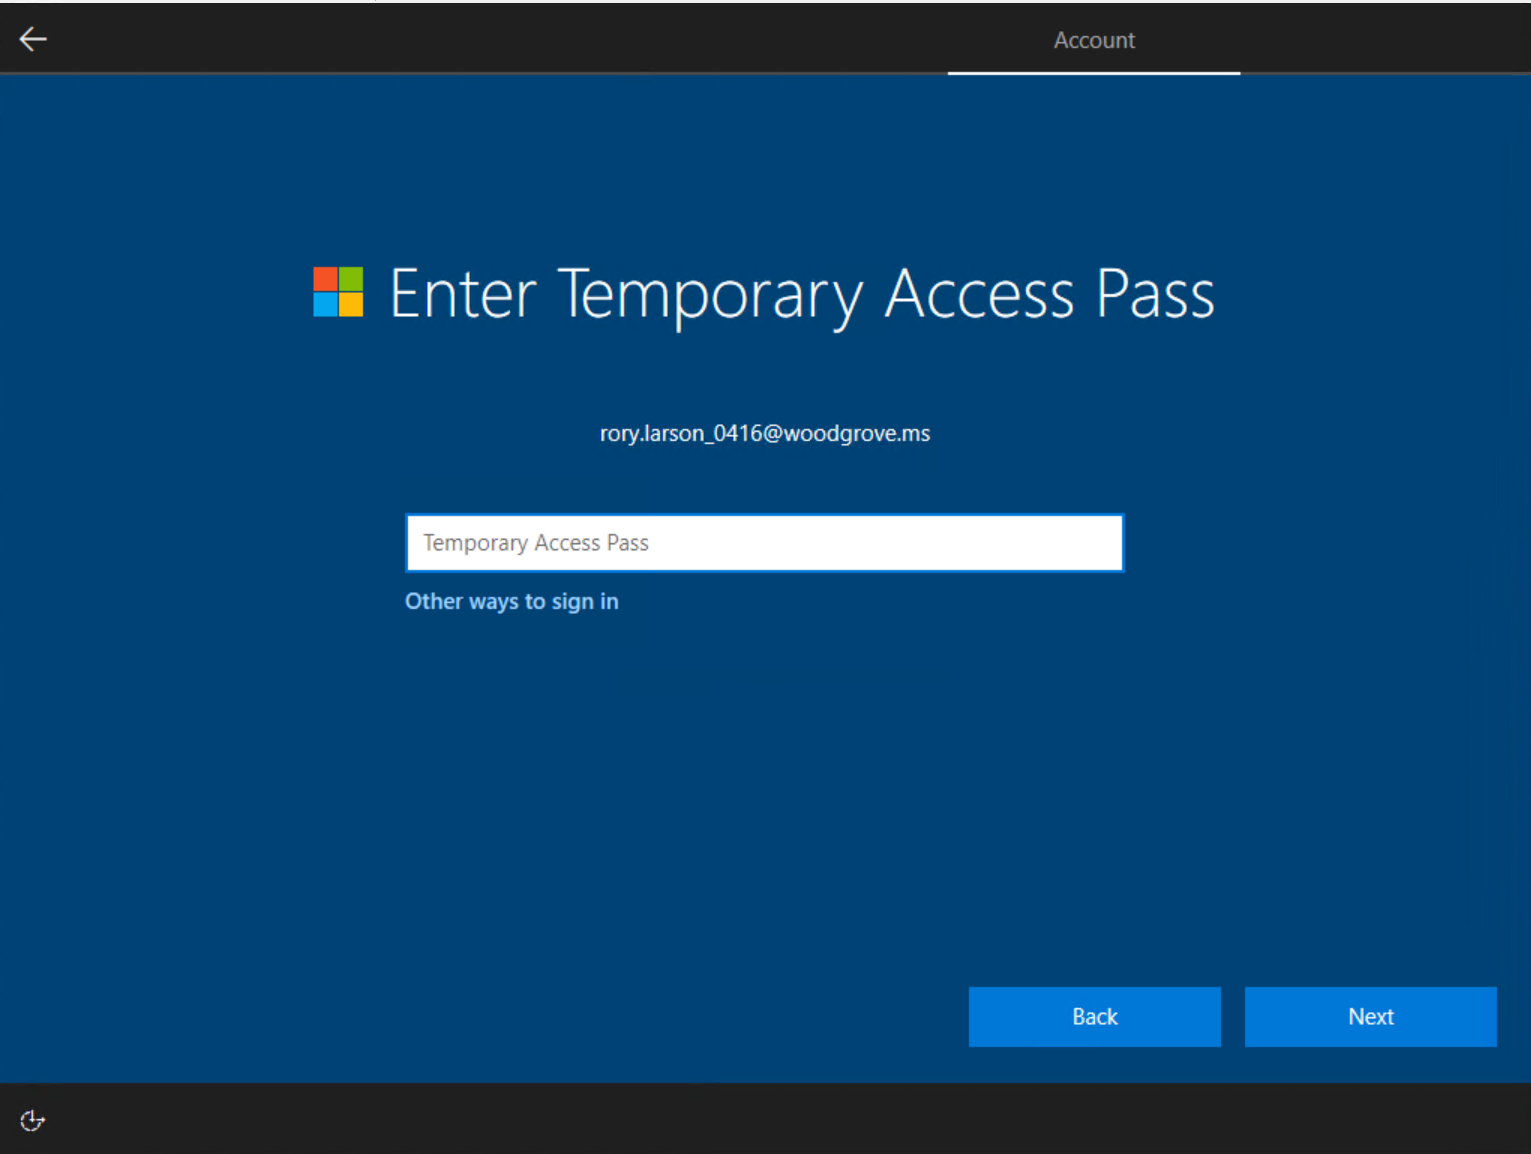 Account
Enter Temporary Access Pass
rory.larson_0416@woodgrove.ms
Temporary Access Pass
Other ways to sign in
Back
Next